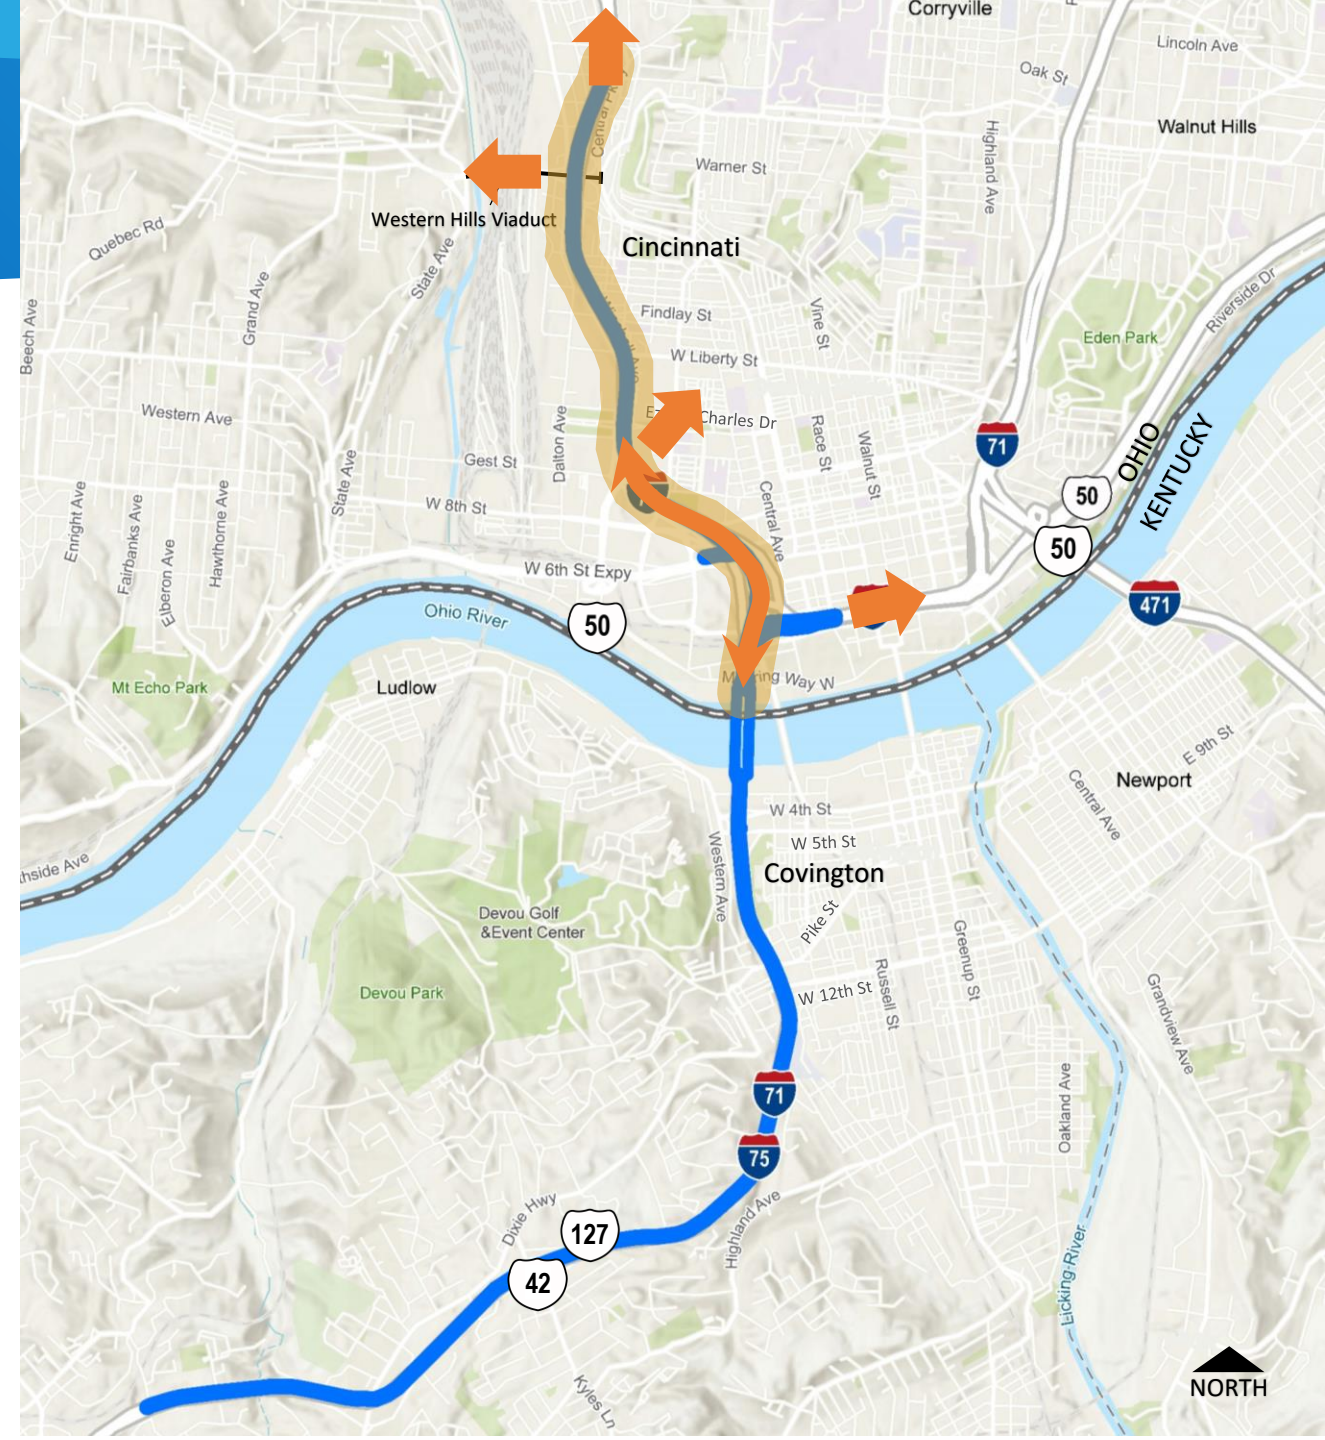 Corryville
Lincoln Ave
Oak St
Walnut Hills
Highland Ave
Warner St
Western Hills Viaduct
Quebec Rd
State Ave
Cincinnati
Grand Ave
Beech Ave
Findlay St
Vine St
Riverside Dr
Eden Park
W Liberty St
Western Ave
Charles Dr
Dalton Ave
Race St
Walnut St
71
OHIO
KENTUCKY
Gest St
State Ave
W 8th St
Central Ave
50
50
Enright Ave
Fairbanks Ave
Elberon Ave
Hawthorne Ave
W 6th St Expy
471
Ohio River
50
Mt Echo Park
Ludlow
Way W
E 9th St
Newport
Central Ave
W 4th St
W 5th St
Western Ave
Covington
Pike St
Devou Golf
&Event Center
Greenup St
Devou Park
W 12th St
Russell St
Grandview Ave
71
Oakland Ave
75
Dixie Hwy
Highland Ave
127
42
Licking River
Kyles Ln
NORTH